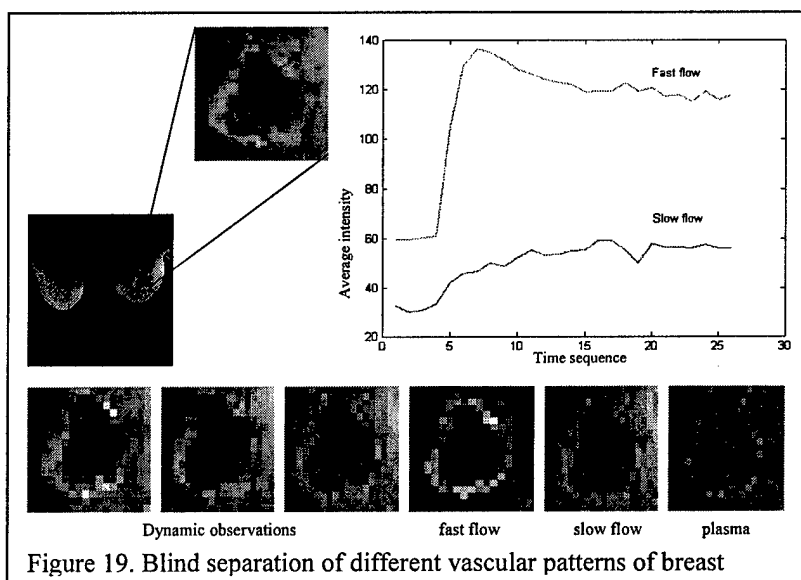 140
120
100
80
60
40
20
Average intensity
Fast flow
Slow flow
0
5
10
15
20
25
30
Time sequence
Dynamic observations
fast flow
slow flow
plasma
Figure 19. Blind separation of different vascular patterns of breast